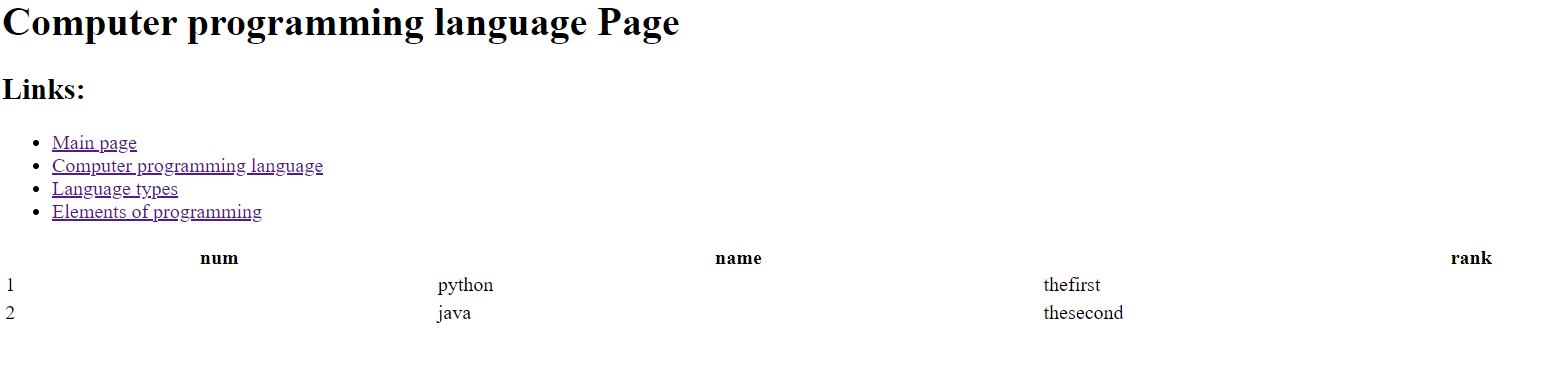 Computer programming language Page
Links:
Main page
Computer programming language
Language types
Elements of programming
num name rank
1 python thefirst
2 java thesecond